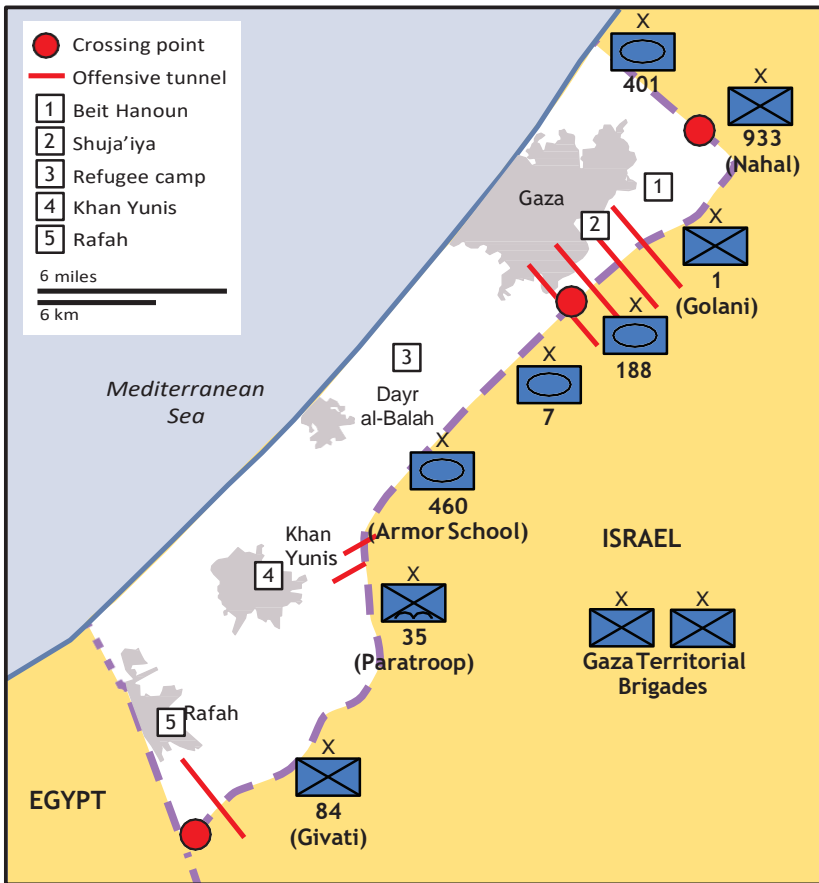 Crossing point
Offensive tunnel
1 Beit Hanoun
2 Shuja’iya
3 Refugee camp
4 Khan Yunis
5 Rafah
6 miles
6 km
X
401
X
933
(Nahal)
1
Gaza
2
X
1
(Golani)
X
188
3
X
7
Mediterranean
Sea
Dayr
al-Balah
X
460
(Armor School)
Khan
Yunis
4
ISRAEL
X
35
(Paratroop)
X
X
Gaza Territorial
Brigades
5
Rafah
X
84
(Givati)
EGYPT